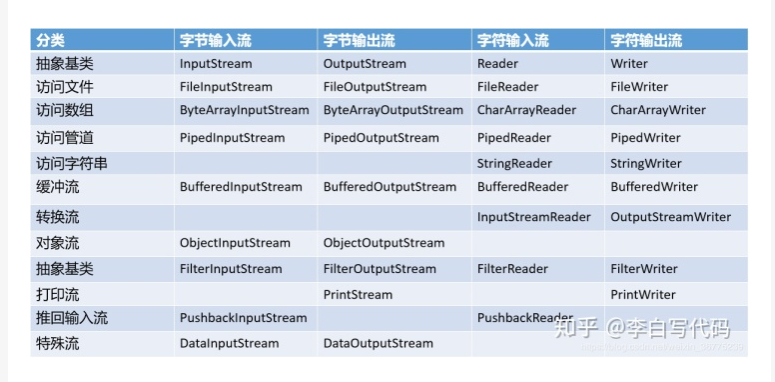 分类 字节输入流 字节输出流 字符输入流 字符输出流
抽象基类 InputStream OutputStream Reader Writer
访问文件 FileInputStream FileOutputStream FileReader FileWriter
访问数组 ByteArrayInputStream ByteArrayOutputStream CharArrayReader CharArrayWriter
访问管道 PipedInputStream PipedOutputStream PipedReader PipedWriter
访问字符串 StringReader StringWriter
缓冲流 BufferedInputStream BufferedOutputStream BufferedReader BufferedWriter
转换流 InputStreamReader OutputStreamWriter
对象流 ObjectInputStream ObjectOutputStream
抽象基类 FilterInputStream FilterOutputStream FilterReader FilterWriter
打印流 PrintStream PrintWriter
推回输入流 PushbackInputStream PushbackReader
知乎 @李白写代码
特殊流 DataInputStream DataOutputStream